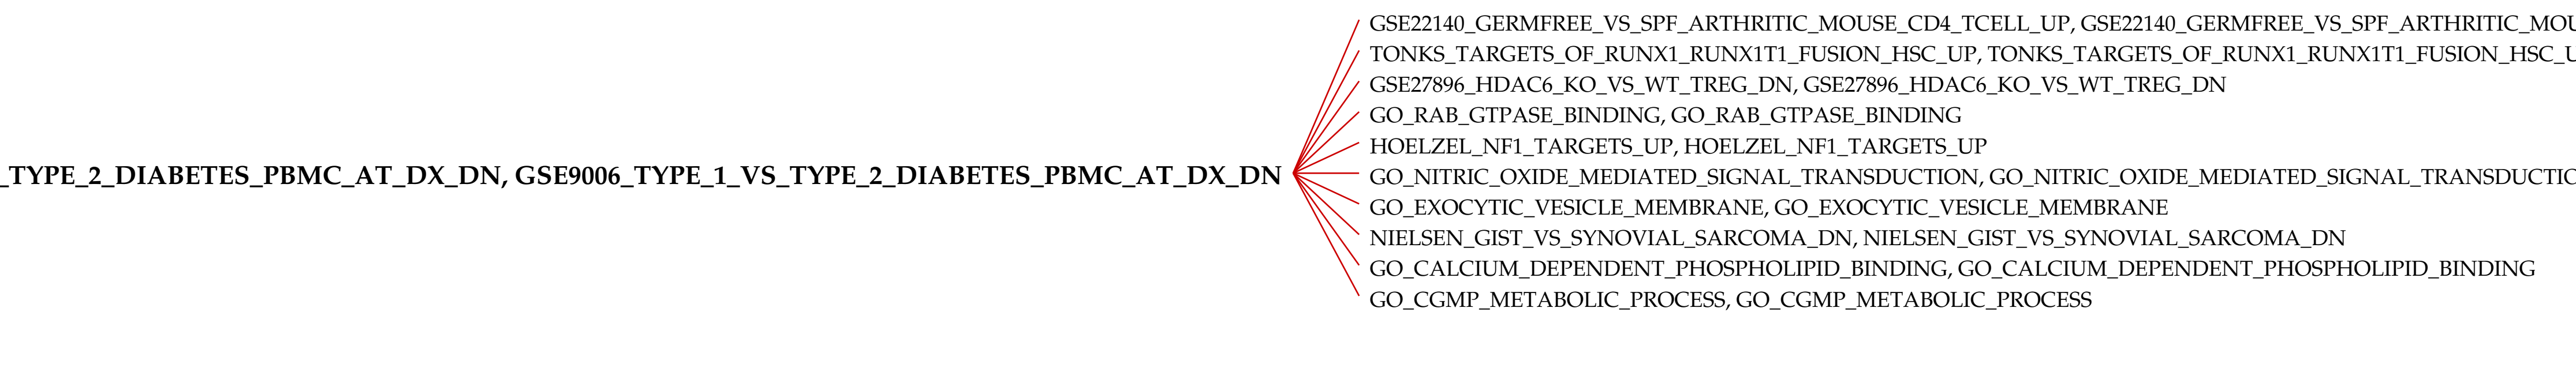 GSE22140_GERMFREE_VS_SPF_ARTHRITIC_MOUSE_CD4_TCELL_UP, GSE22140_GERMFREE_VS_SPF_ARTHRITIC_MOU
TONKS_TARGETS_OF_RUNX1_RUNX1T1_FUSION_HSC_UP, TONKS_TARGETS_OF_RUNX1_RUNX1T1_FUSION_HSC_U
GSE27896_HDAC6_KO_VS_WT_TREG_DN, GSE27896_HDAC6_KO_VS_WT_TREG_DN
GO_RAB_GTPASE_BINDING, GO_RAB_GTPASE_BINDING
HOELZEL_NF1_TARGETS_UP, HOELZEL_NF1_TARGETS_UP
_TYPE_2_DIABETES_PBMC_AT_DX_DN, GSE9006_TYPE_1_VS_TYPE_2_DIABETES_PBMC_AT_DX_DN
GO_NITRIC_OXIDE_MEDIATED_SIGNAL_TRANSDUCTION, GO_NITRIC_OXIDE_MEDIATED_SIGNAL_TRANSDUCTIO
GO_EXOCYTIC_VESICLE_MEMBRANE, GO_EXOCYTIC_VESICLE_MEMBRANE
NIELSEN_GIST_VS_SYNOVIAL_SARCOMA_DN, NIELSEN_GIST_VS_SYNOVIAL_SARCOMA_DN
GO_CALCIUM_DEPENDENT_PHOSPHOLIPID_BINDING, GO_CALCIUM_DEPENDENT_PHOSPHOLIPID_BINDING
GO_CGMP_METABOLIC_PROCESS, GO_CGMP_METABOLIC_PROCESS